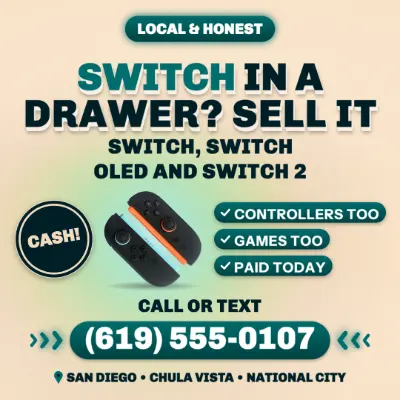 LOCAL & HONEST
SWITCH IN A
DRAWER? SELL IT
SWITCH, SWITCH
OLED AND SWITCH 2
CASH!
CONTROLLERS TOO
GAMES TOO
PAID TODAY
CALL OR TEXT
(619) 555-0107
SAN DIEGO • CHULA VISTA • NATIONAL CITY